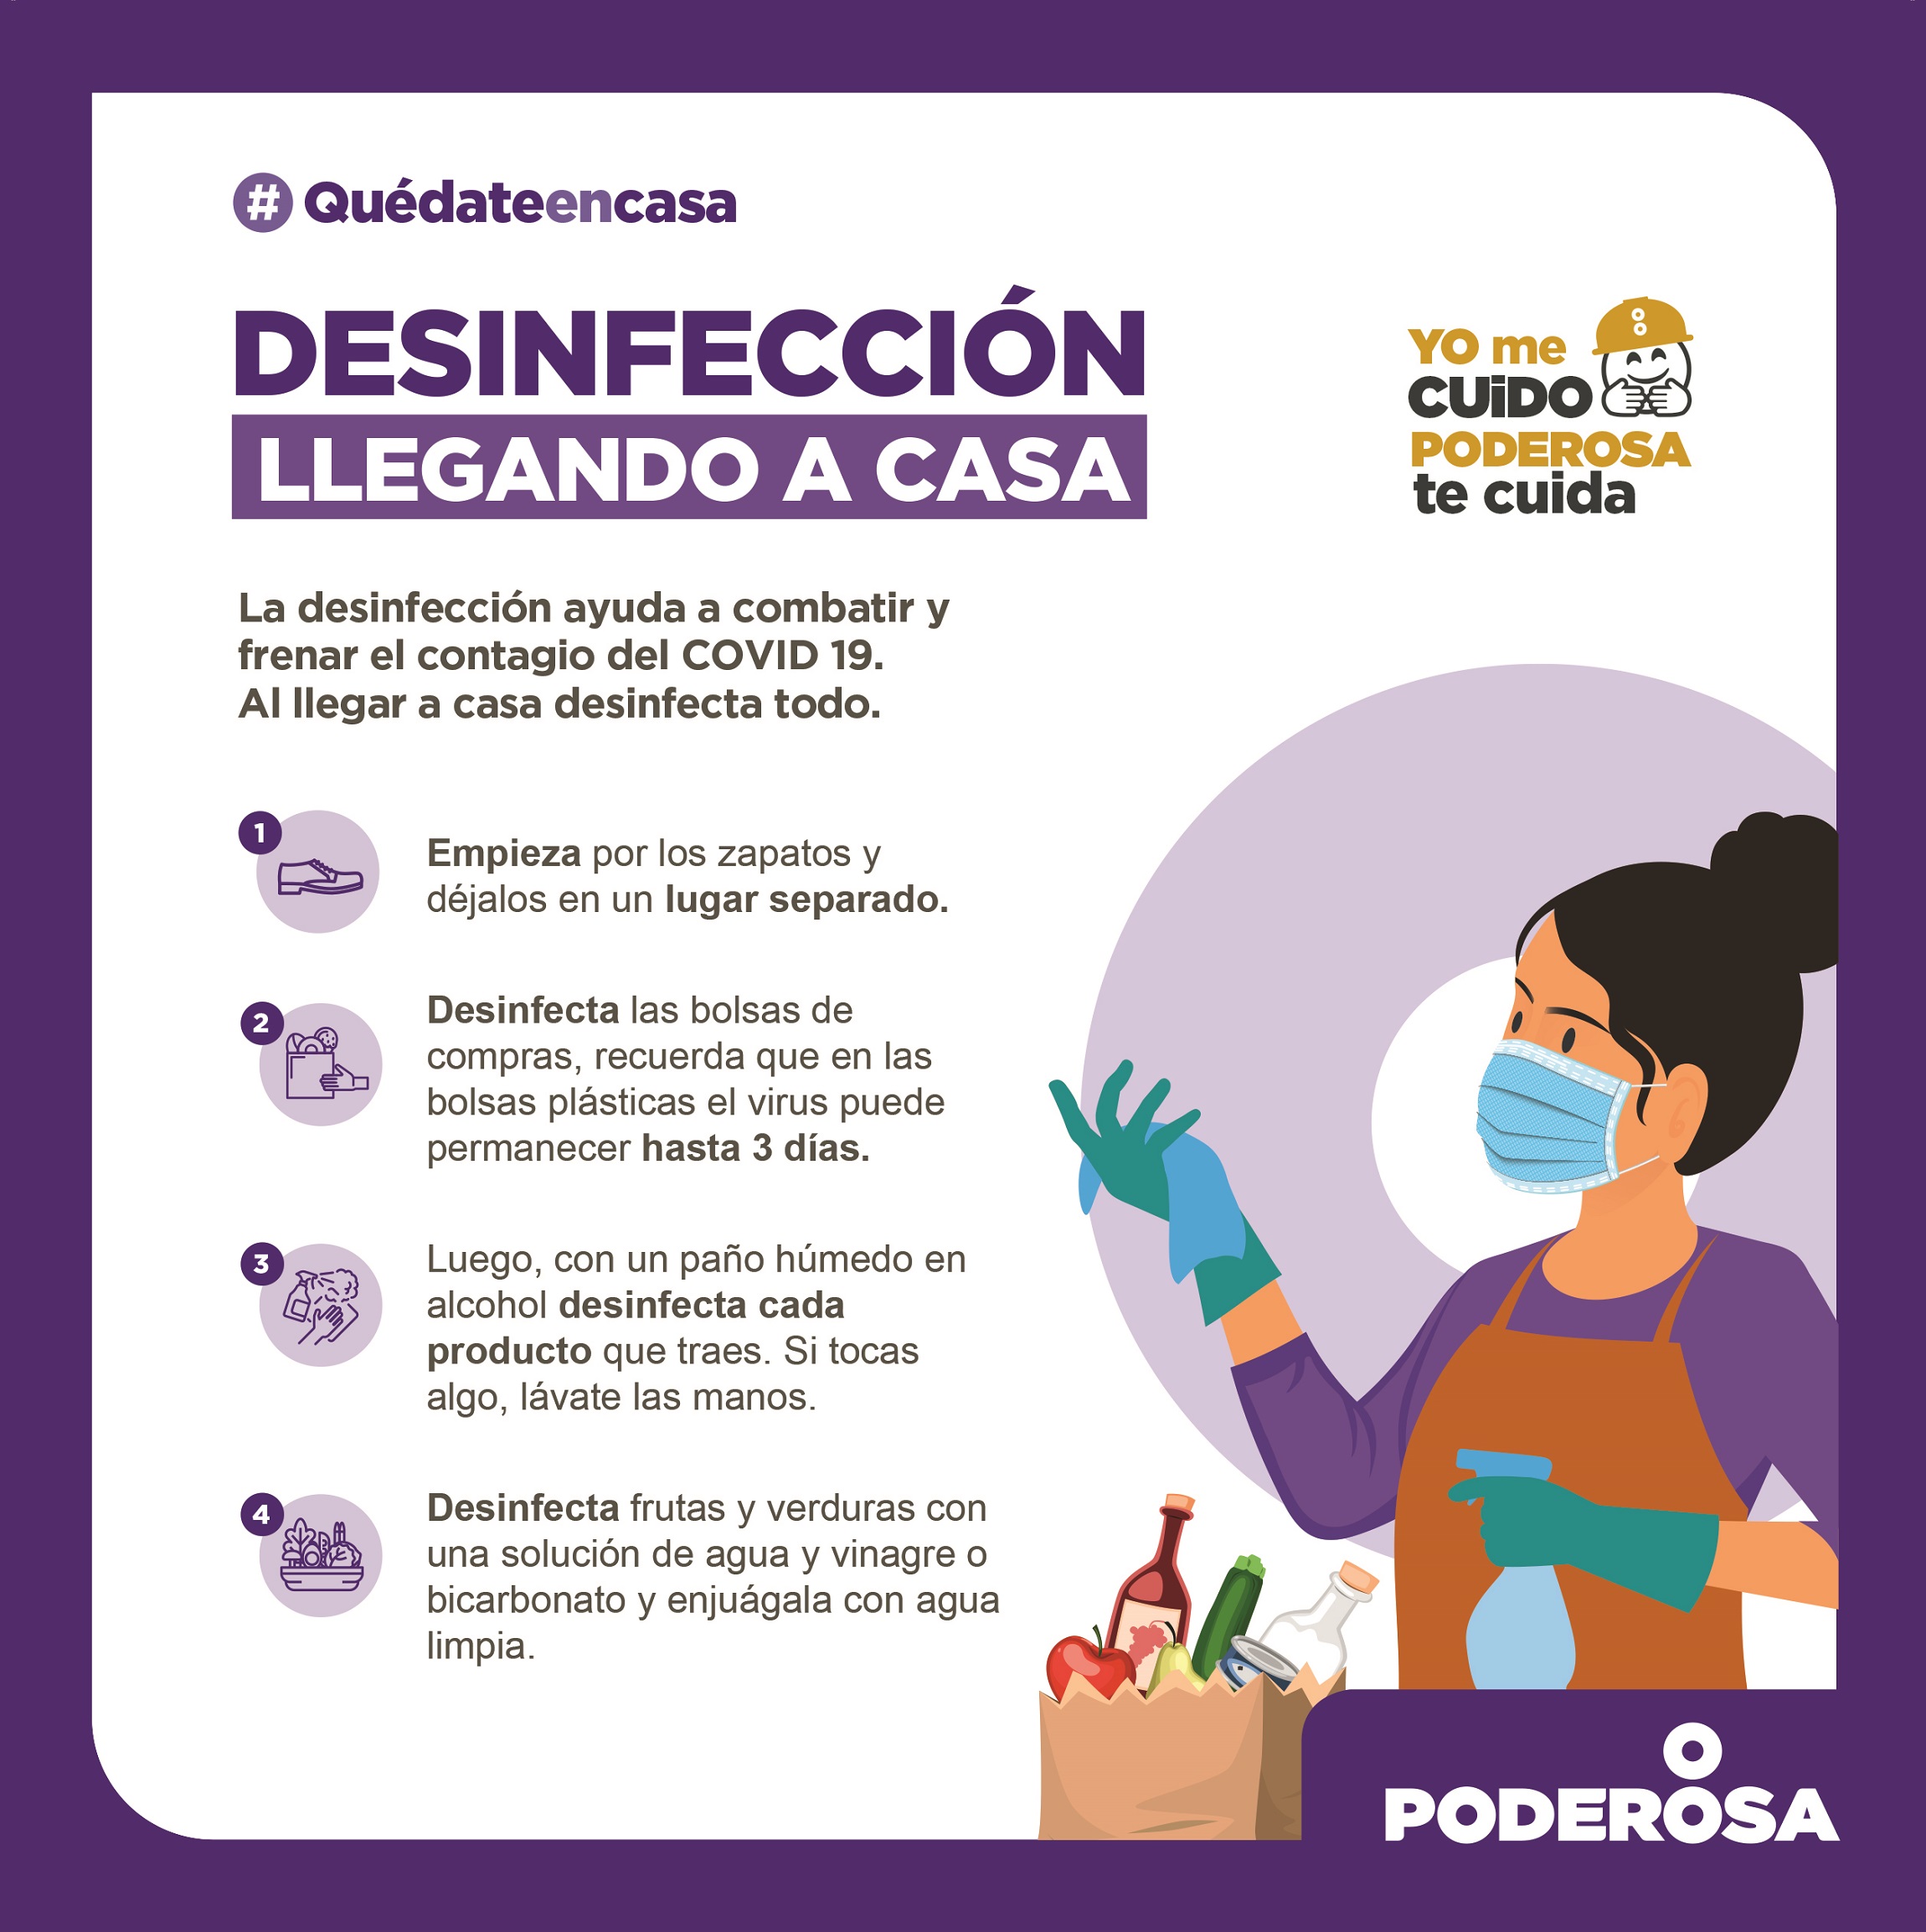 # Quédateencasa
DESINFECCIÓN
LLEGANDO A CASA
YO me
CUiDO
PODEROSA
te cuida
La desinfección ayuda a combatir y
frenar el contagio del COVID 19.
Al llegar a casa desinfecta todo.
1
Empieza por los zapatos y
déjalos en un lugar separado.
2
Desinfecta las bolsas de
compras, recuerda que en las
bolsas plásticas el virus puede
permanecer hasta 3 días.
3
Luego, con un paño húmedo en
alcohol desinfecta cada
producto que traes. Si tocas
algo, lávate las manos.
4
Desinfecta frutas y verduras con
una solución de agua y vinagre o
bicarbonato y enjuágala con agua
limpia.
PODEROSA